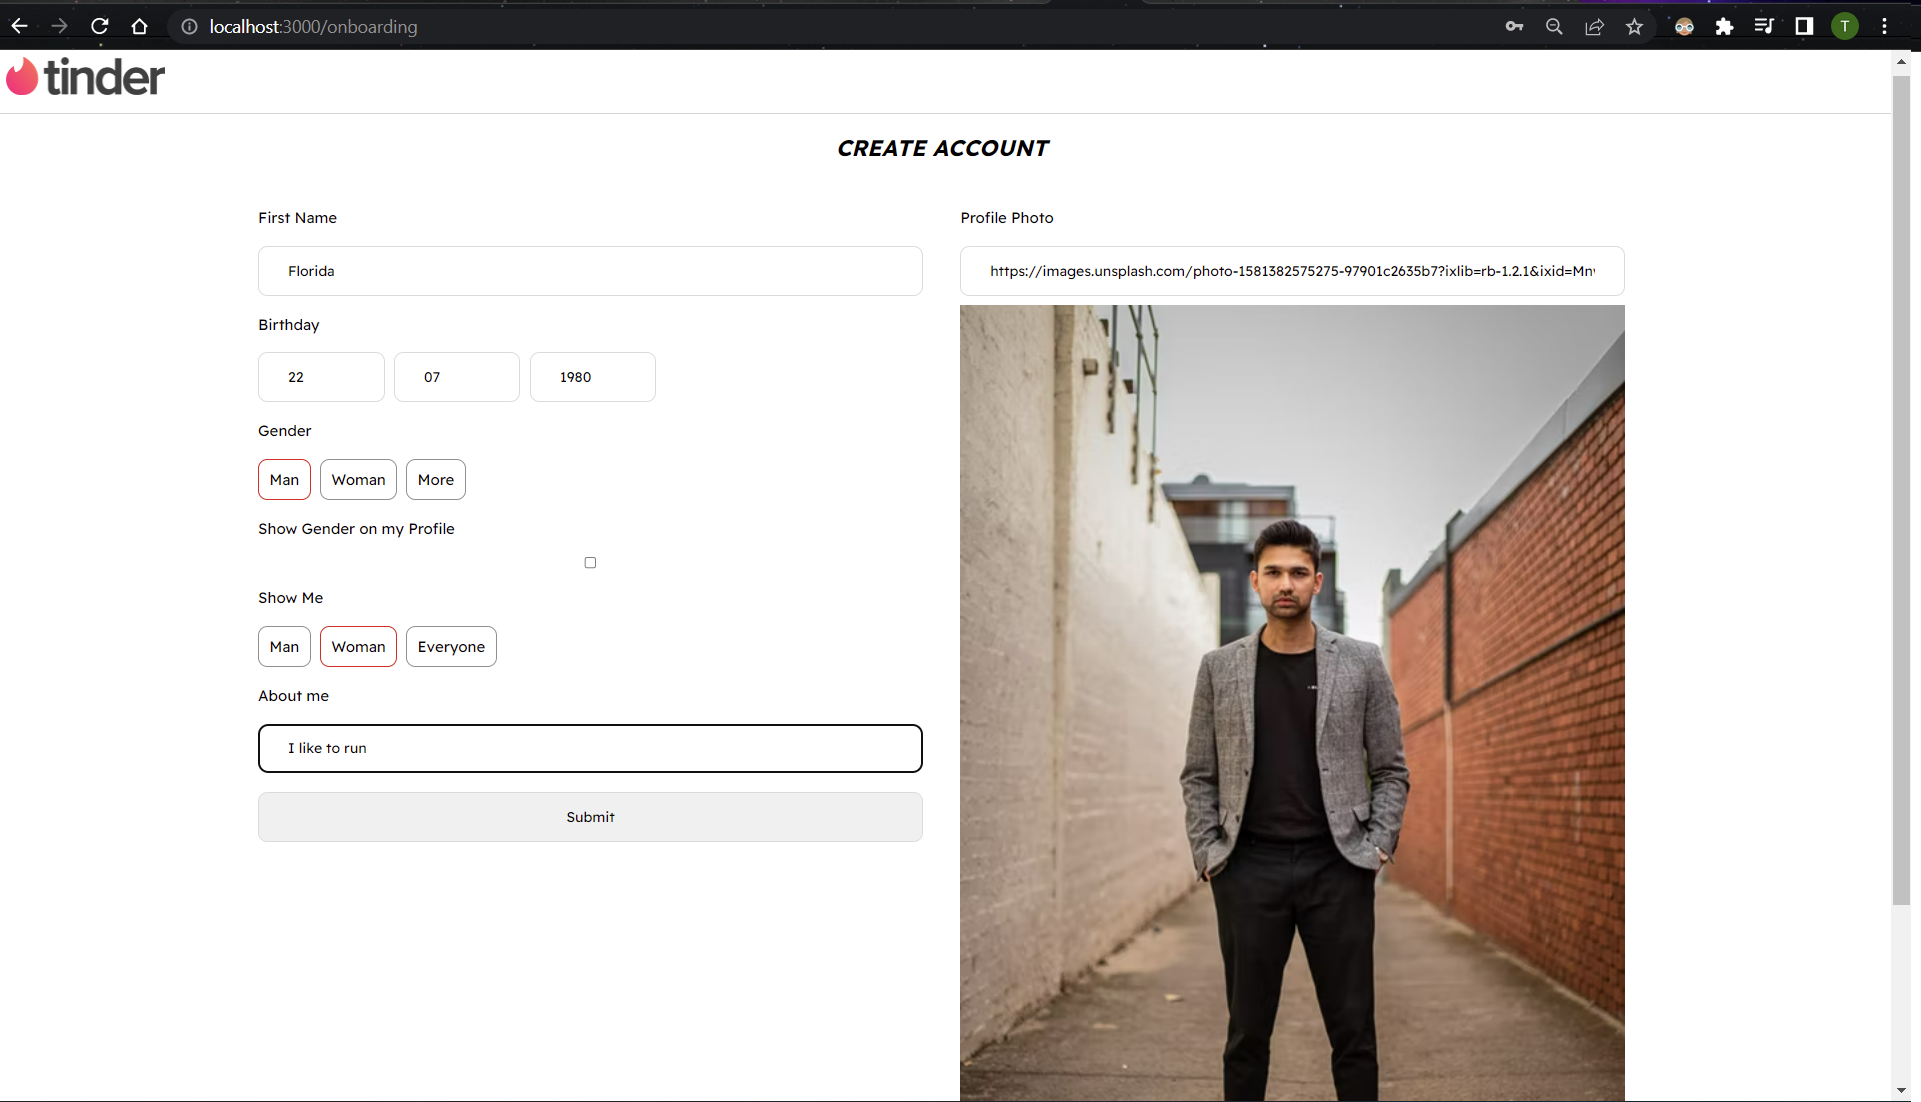 localhost:3000/onboarding
T
tinder
CREATE ACCOUNT
First Name
Florida
Birthday
22 07 1980
Gender
Man Woman More
Show Gender on my Profile
Show Me
Man Woman Everyone
About me
I like to run
Submit
Profile Photo
https://images.unsplash.com/photo-1581382575275-97901c2635b7?ixlib=rb-1.2.1&ixid=Mn